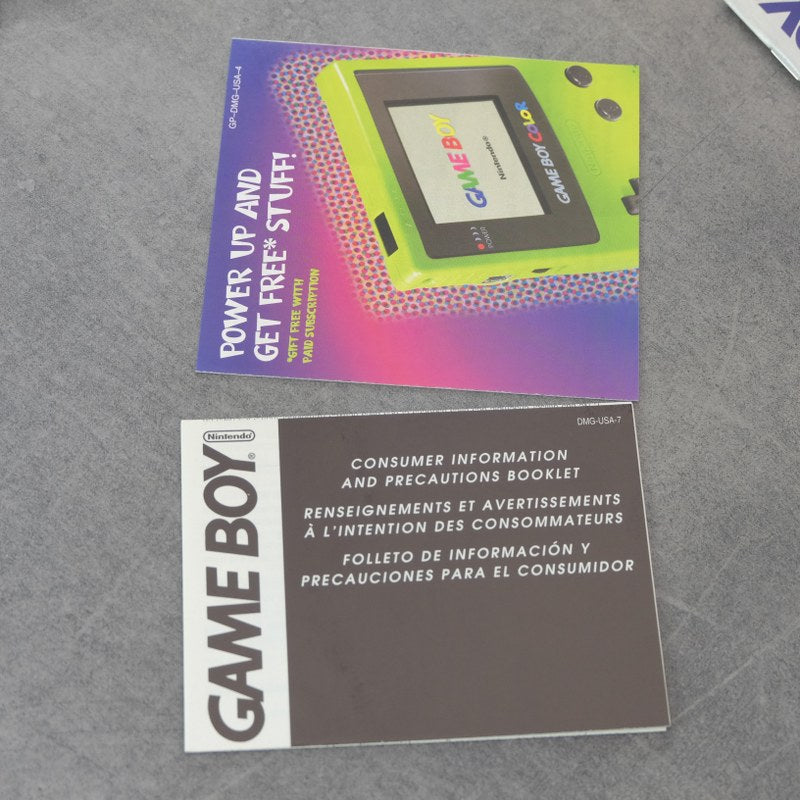 GP-DMG-USA-4
POWER UP AND
GET FREE* STUFF!
*GIFT FREE WITH
PAID SUBSCRIPTION
GAME BOY
Nintendo®
GAME BOY COLOR
POWER
Nintendo
GAME BOY®
DMG-USA-7
CONSUMER INFORMATION
AND PRECAUTIONS BOOKLET
RENSEIGNEMENTS ET AVERTISSEMENTS
À L'INTENTION DES CONSOMMATEURS
FOLLETO DE INFORMACIÓN Y
PRECAUCIONES PARA EL CONSUMIDOR